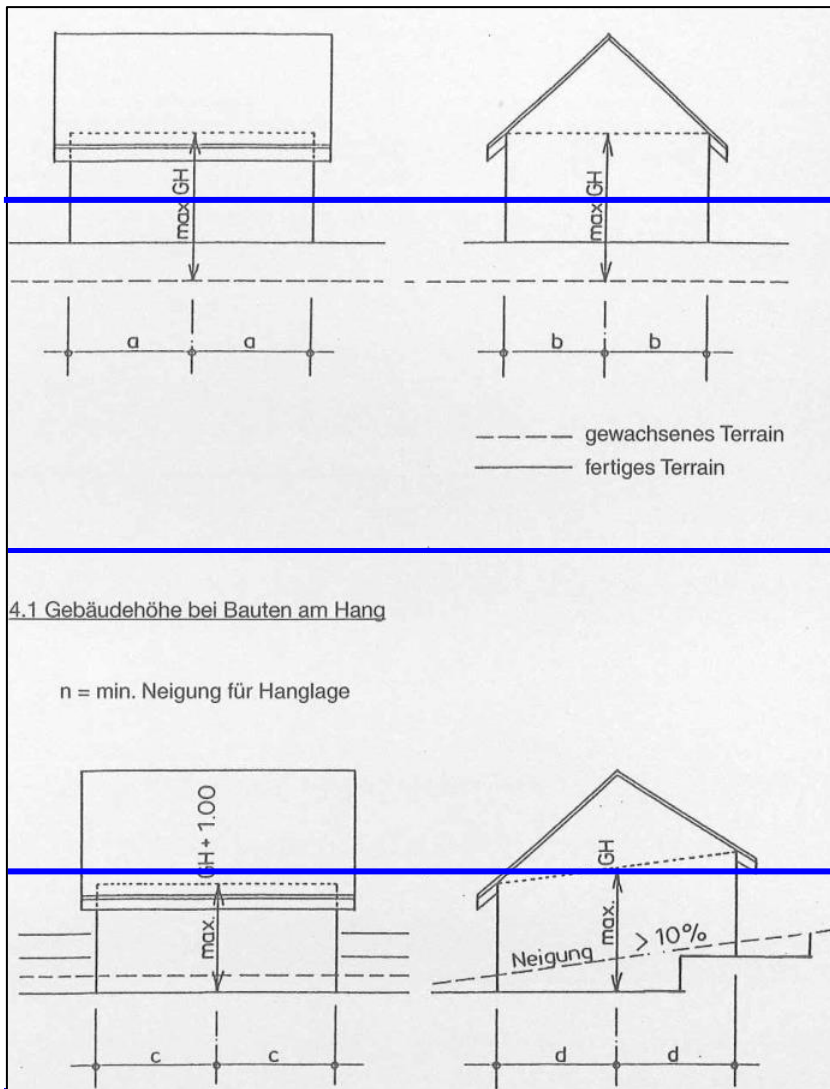 max GH
max GH
a a
b b
gewachsenes Terrain
fertiges Terrain
4.1 Gebäudehöhe bei Bauten am Hang
n = min. Neigung für Hanglage
max. GH + 1.00
max. GH
Neigung > 10%
c c
d d